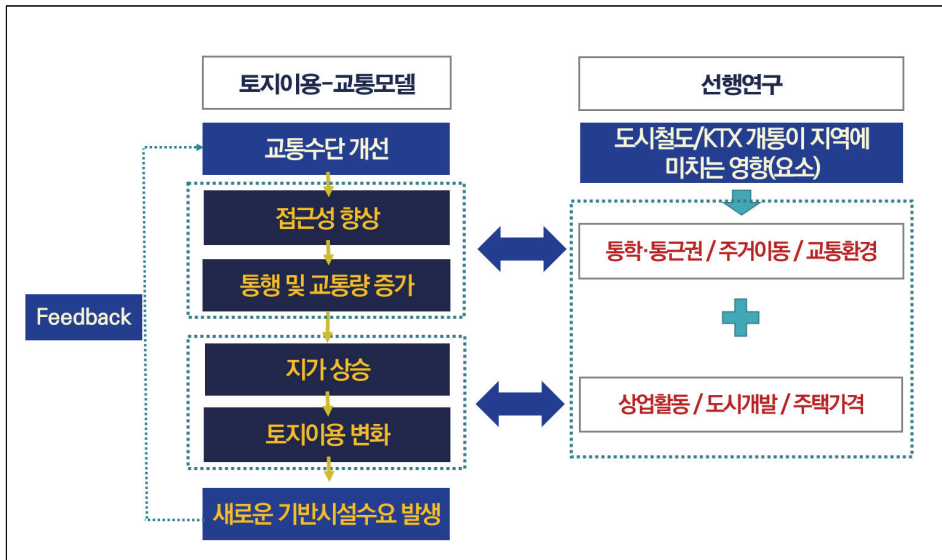 토지이용-교통모델
교통수단 개선
접근성 향상
통행 및 교통량 증가
지가 상승
토지이용 변화
새로운 기반시설수요 발생
Feedback
선행연구
도시철도/KTX 개통이 지역에
미치는 영향(요소)
통학·통근권 / 주거이동 / 교통환경
상업활동 / 도시개발 / 주택가격